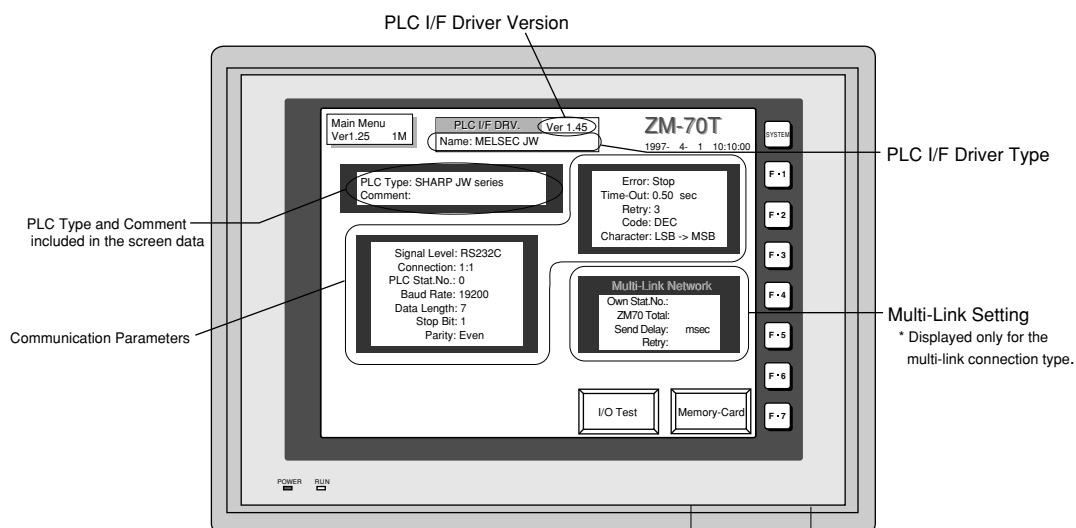 PLC I/F Driver Version
Main Menu
Ver1.25 1M
PLC I/F DRV. Ver 1.45
Name: MELSEC JW
ZM-70T
1997- 4- 1 10:10:00
SYSTEM
PLC I/F Driver Type
F・1
F・2
F・3
F・4
F・5
F・6
F・7
PLC Type: SHARP JW series
Comment:
Error: Stop
Time-Out: 0.50 sec
Retry: 3
Code: DEC
Character: LSB -> MSB
PLC Type and Comment
included in the screen data
Signal Level: RS232C
Connection: 1:1
PLC Stat.No.: 0
Baud Rate: 19200
Data Length: 7
Stop Bit: 1
Parity: Even
Communication Parameters
Multi-Link Network
Own Stat.No.:
ZM70 Total:
Send Delay: msec
Retry:
Multi-Link Setting
* Displayed only for the
multi-link connection type.
I/O Test
Memory-Card
POWER RUN